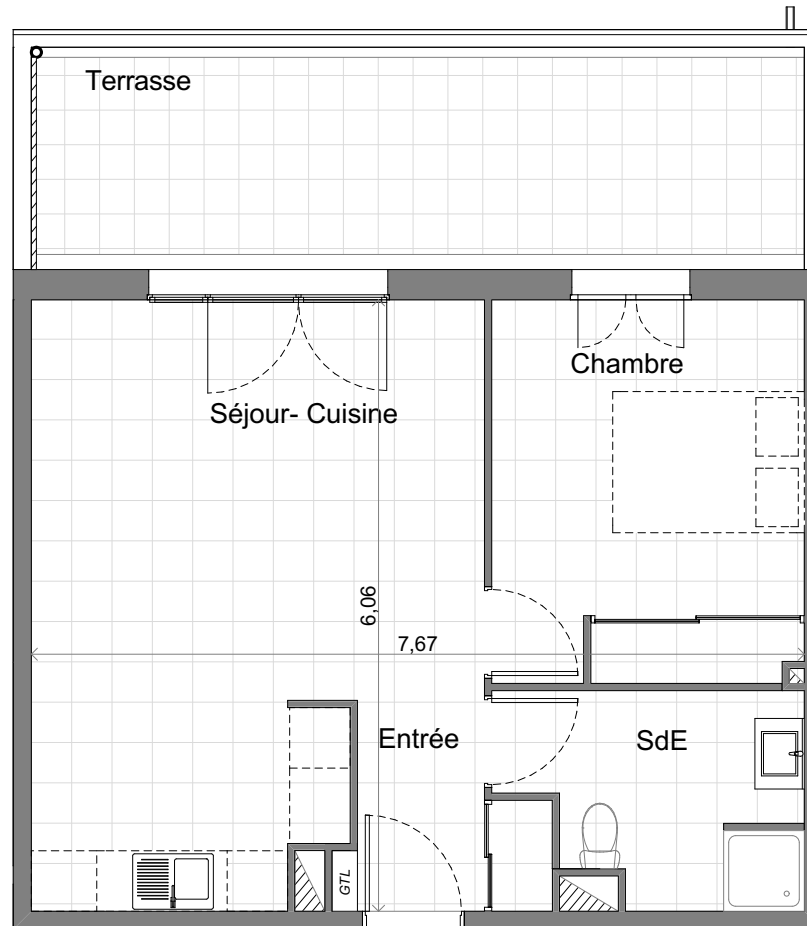 Terrasse
Chambre
Séjour- Cuisine
6,06
7,67
Entrée
SdE
GTL